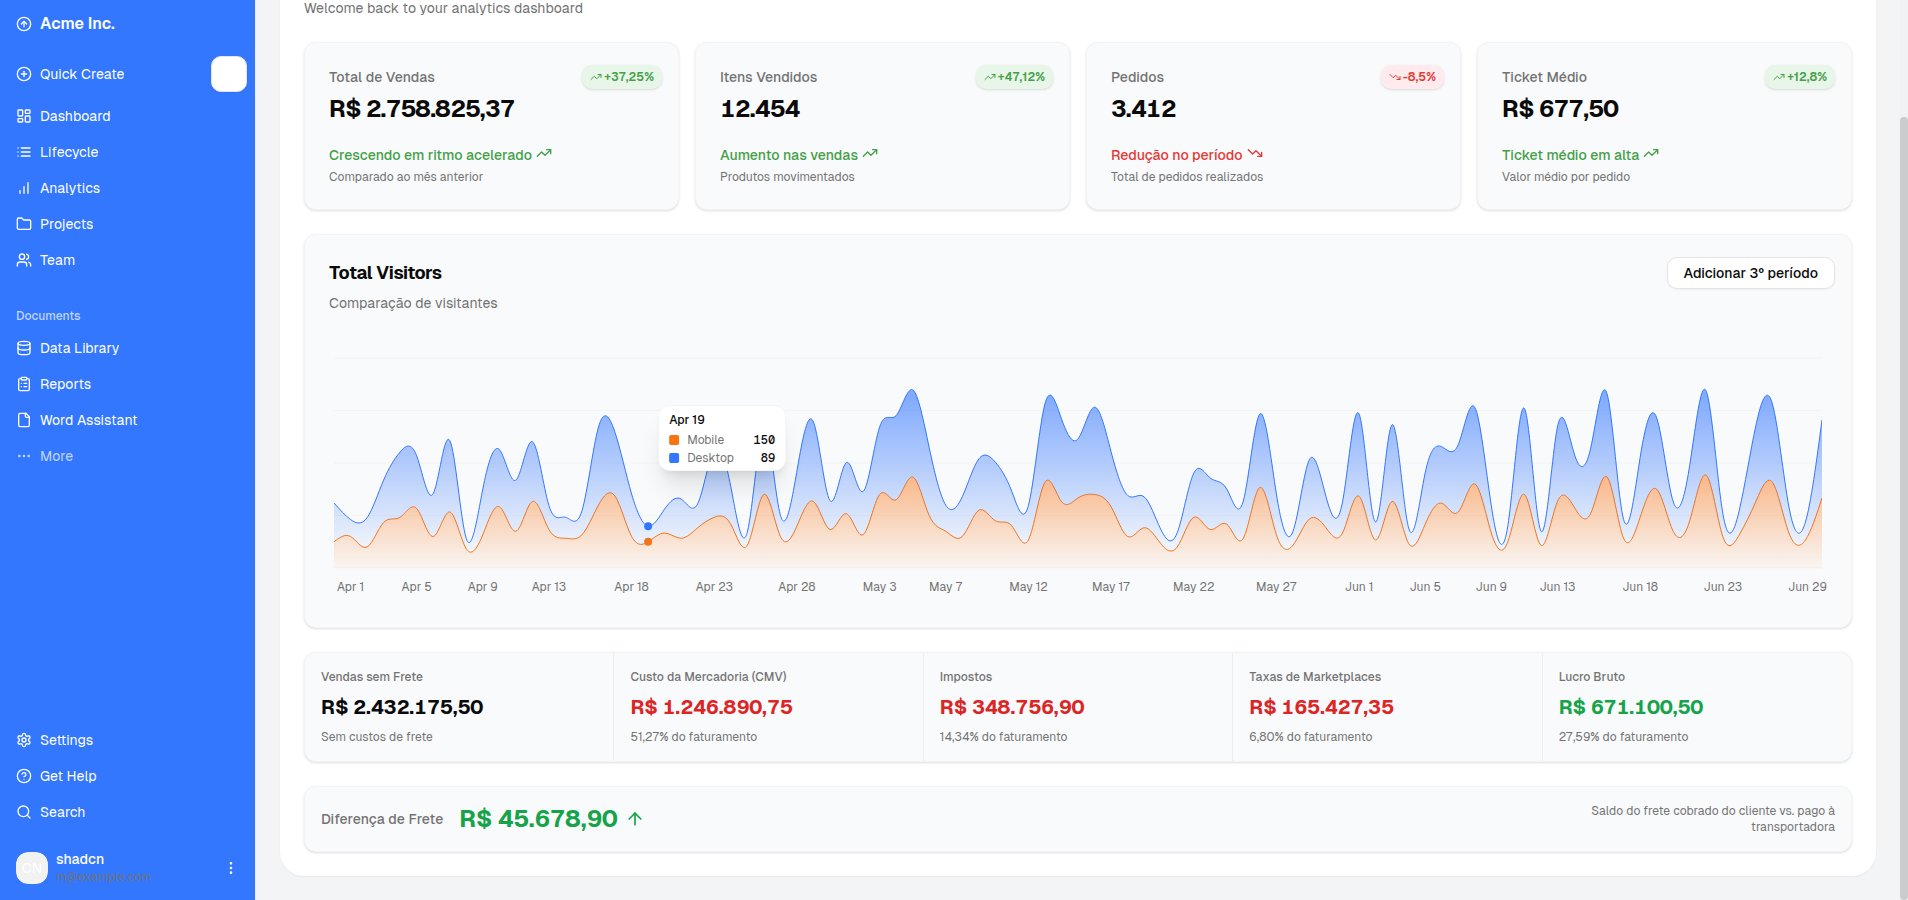 Acme Inc.
Quick Create
Dashboard
Lifecycle
Analytics
Projects
Team
Documents
Data Library
Reports
Word Assistant
More
Settings
Get Help
Search
CN
shadcn
m@example.com
Welcome back to your analytics dashboard
Total de Vendas
+37,25%
R$ 2.758.825,37
Crescendo em ritmo acelerado
Comparado ao mês anterior
Itens Vendidos
+47,12%
12.454
Aumento nas vendas
Produtos movimentados
Pedidos
-8,5%
3.412
Redução no período
Total de pedidos realizados
Ticket Médio
+12,8%
R$ 677,50
Ticket médio em alta
Valor médio por pedido
Total Visitors
Comparação de visitantes
Adicionar 3º período
Apr 19
Mobile 150
Desktop 89
Apr 1 Apr 5 Apr 9 Apr 13 Apr 18 Apr 23 Apr 28 May 3 May 7 May 12 May 17 May 22 May 27 Jun 1 Jun 5 Jun 9 Jun 13 Jun 18 Jun 23 Jun 29
Vendas sem Frete
R$ 2.432.175,50
Sem custos de frete
Custo da Mercadoria (CMV)
R$ 1.246.890,75
51,27% do faturamento
Impostos
R$ 348.756,90
14,34% do faturamento
Taxas de Marketplaces
R$ 165.427,35
6,80% do faturamento
Lucro Bruto
R$ 671.100,50
27,59% do faturamento
Diferença de Frete R$ 45.678,90
Saldo do frete cobrado do cliente vs. pago à
transportadora